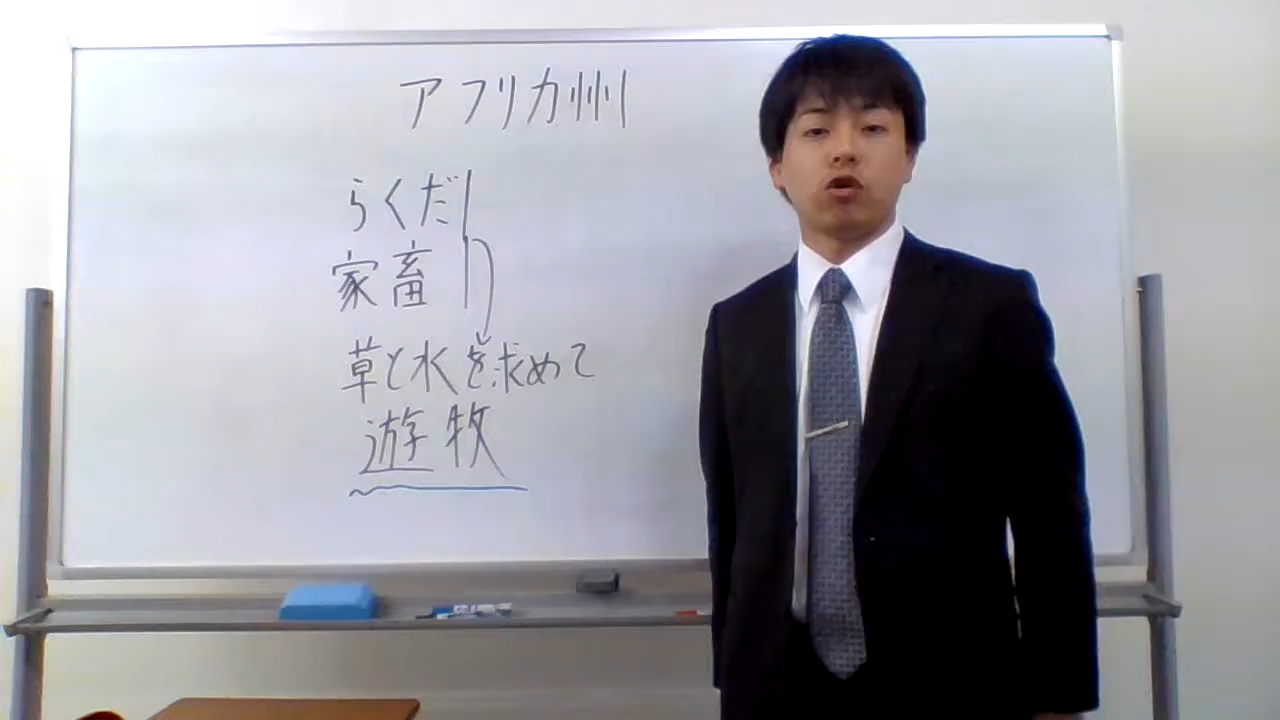 アフリカ州
らくだ
家畜
草と水を求めて
遊牧